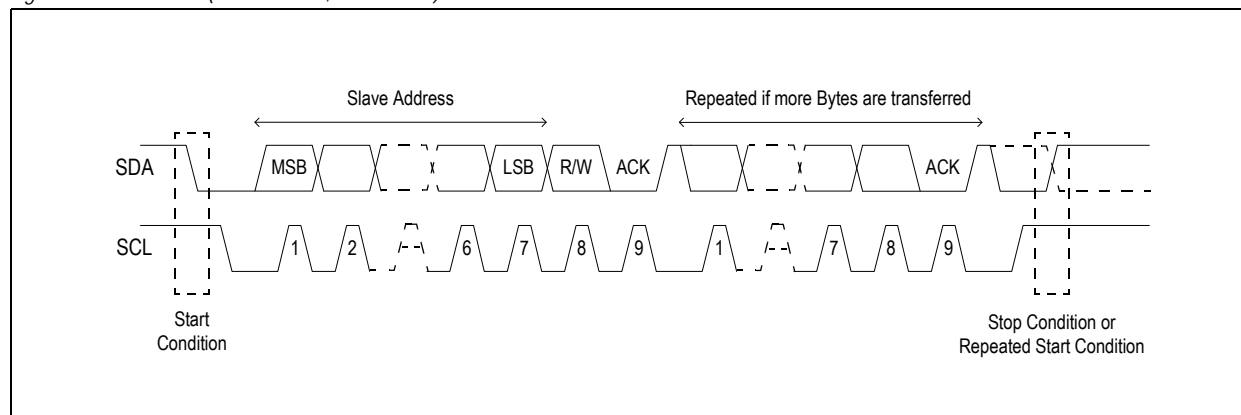 Slave Address
Repeated if more Bytes are transferred
SDA
MSB
LSB
R/W
ACK
ACK
SCL
1
2
6
7
8
9
1
7
8
9
Start
Condition
Stop Condition or
Repeated Start Condition